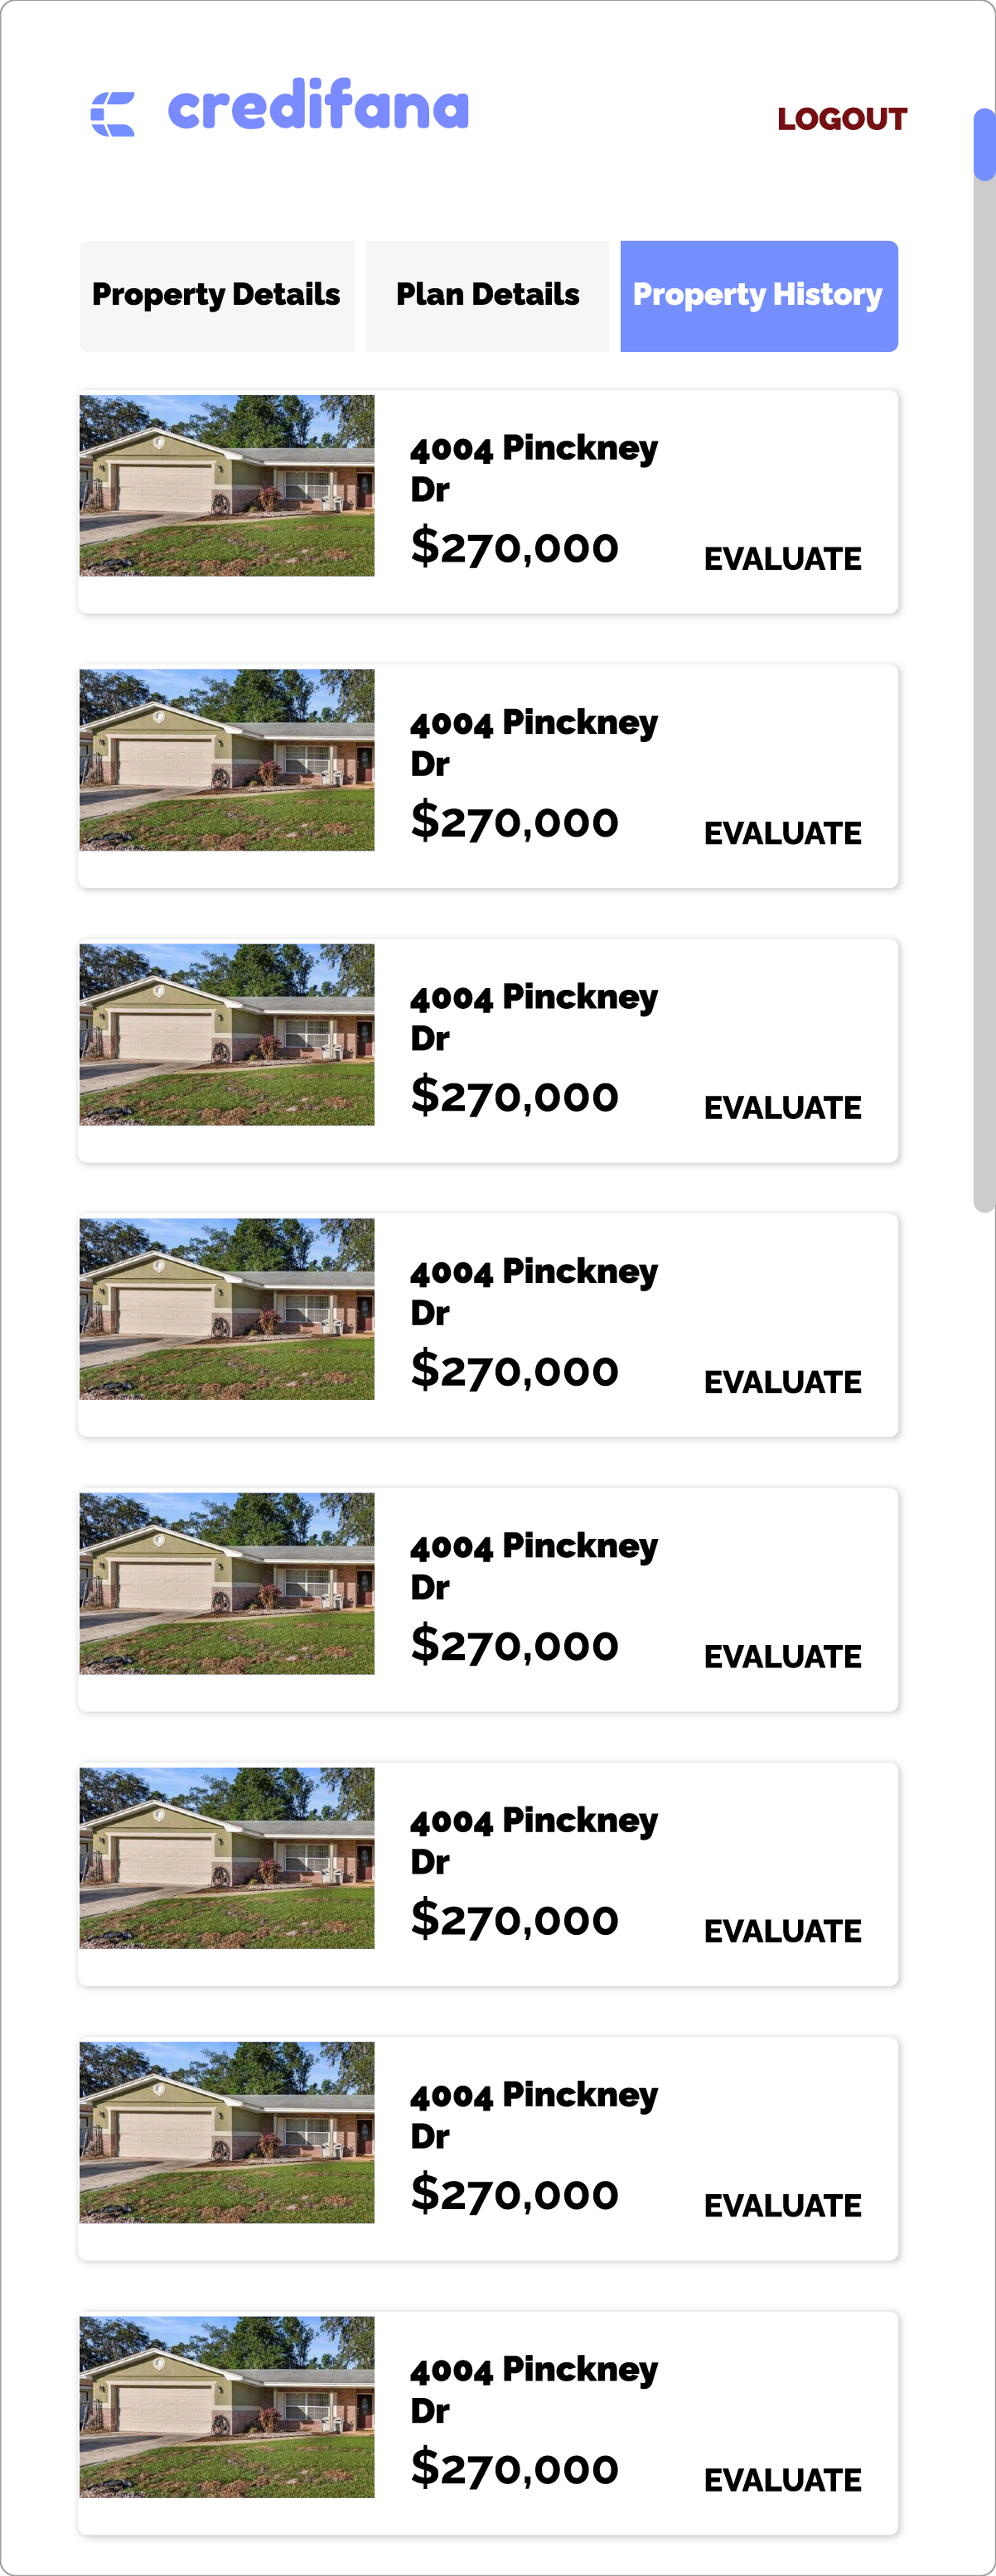 credifana
LOGOUT
Property Details
Plan Details
Property History
4004 Pinckney
Dr
$270,000
EVALUATE
4004 Pinckney
Dr
$270,000
EVALUATE
4004 Pinckney
Dr
$270,000
EVALUATE
4004 Pinckney
Dr
$270,000
EVALUATE
4004 Pinckney
Dr
$270,000
EVALUATE
4004 Pinckney
Dr
$270,000
EVALUATE
4004 Pinckney
Dr
$270,000
EVALUATE
4004 Pinckney
Dr
$270,000
EVALUATE